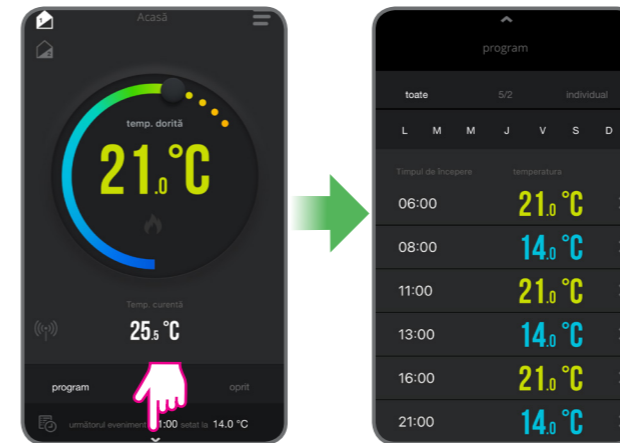 Acasă
temp. dorită
21.0 °C
Temp. curentă
25.5 °C
program oprit
următorul eveniment :00 setat la 14.0 °C
program
toate 5/2 individual
L M M J V S D
Timpul de începere temperatura
06:00 21.0 °C
08:00 14.0 °C
11:00 21.0 °C
13:00 14.0 °C
16:00 21.0 °C
21:00 14.0 °C